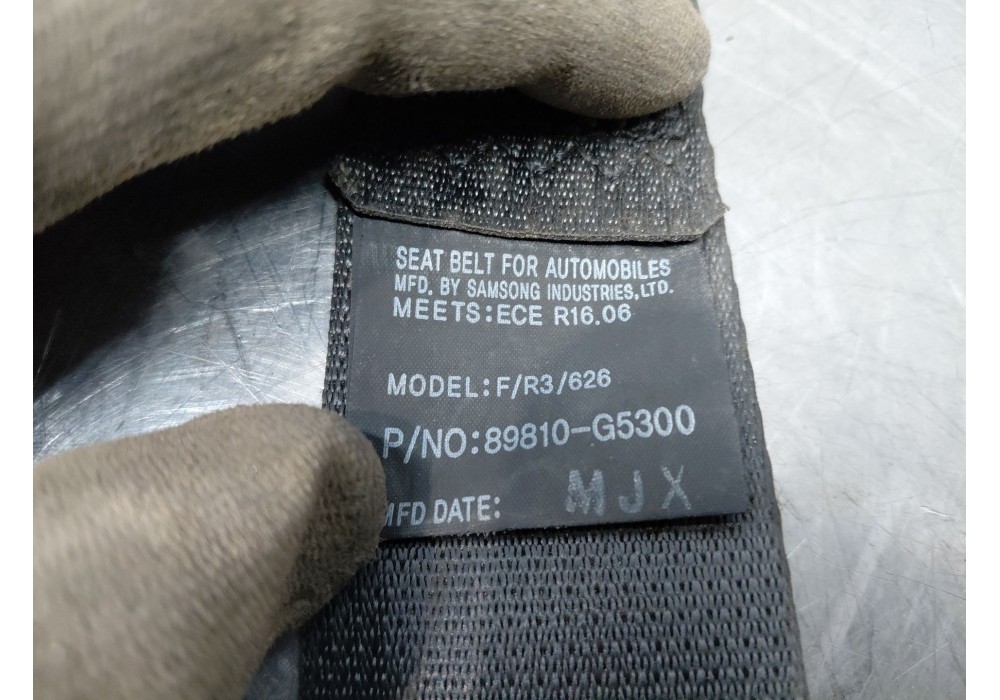 SEAT BELT FOR AUTOMOBILES
MFD. BY SAMSONG INDUSTRIES, LTD.
MEETS:ECE R16.06
MODEL:F/R3/626
P/NO:89810-G5300
MFD DATE: MJX